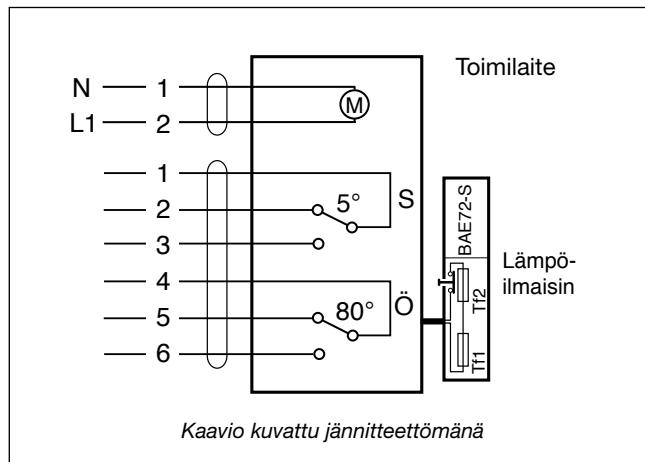 Toimilaite
N 1
L1 2
M
1
2
3
5°
S
4
5
6
80°
Ö
BAE72-S
Tf2
Tf1
Lämpö-
ilmaisin
Kaavio kuvattu jännitteettömänä